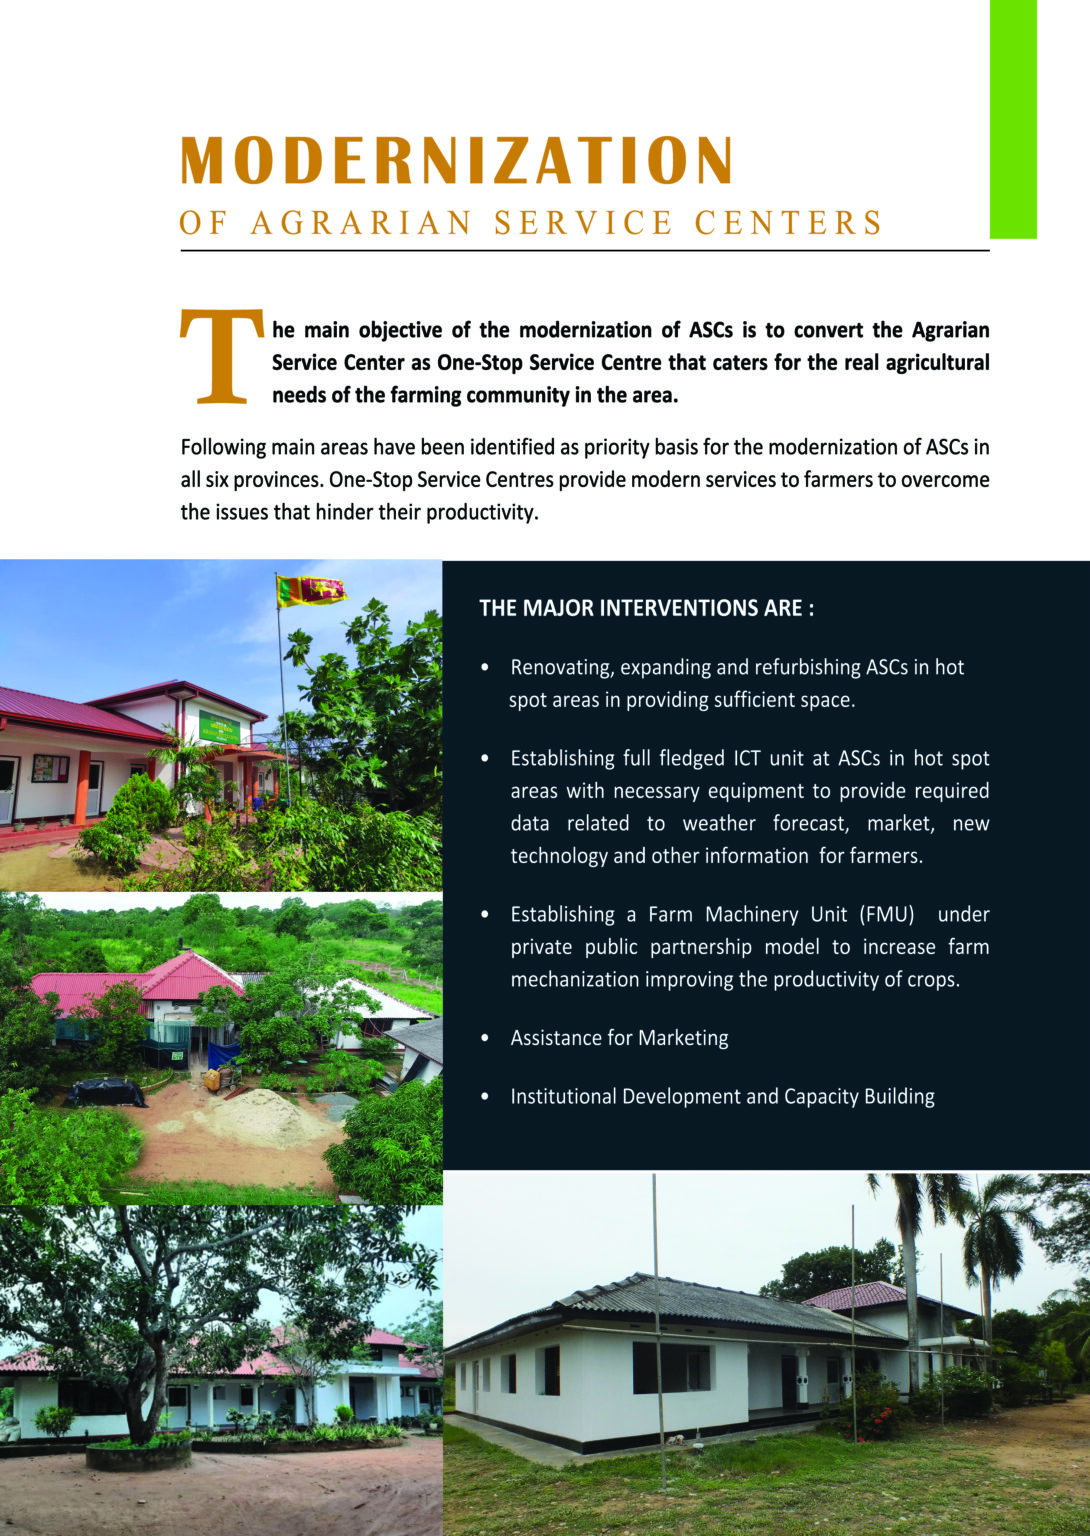 MODERNIZATION
OF AGRARIAN SERVICE CENTERS
The main objective of the modernization of ASCs is to convert the Agrarian
Service Center as One-Stop Service Centre that caters for the real agricultural
needs of the farming community in the area.
Following main areas have been identified as priority basis for the modernization of ASCs in
all six provinces. One-Stop Service Centres provide modern services to farmers to overcome
the issues that hinder their productivity.
THE MAJOR INTERVENTIONS ARE :
• Renovating, expanding and refurbishing ASCs in hot
spot areas in providing sufficient space.
• Establishing full fledged ICT unit at ASCs in hot spot
areas with necessary equipment to provide required
data related to weather forecast, market, new
technology and other information for farmers.
• Establishing a Farm Machinery Unit (FMU) under
private public partnership model to increase farm
mechanization improving the productivity of crops.
• Assistance for Marketing
• Institutional Development and Capacity Building